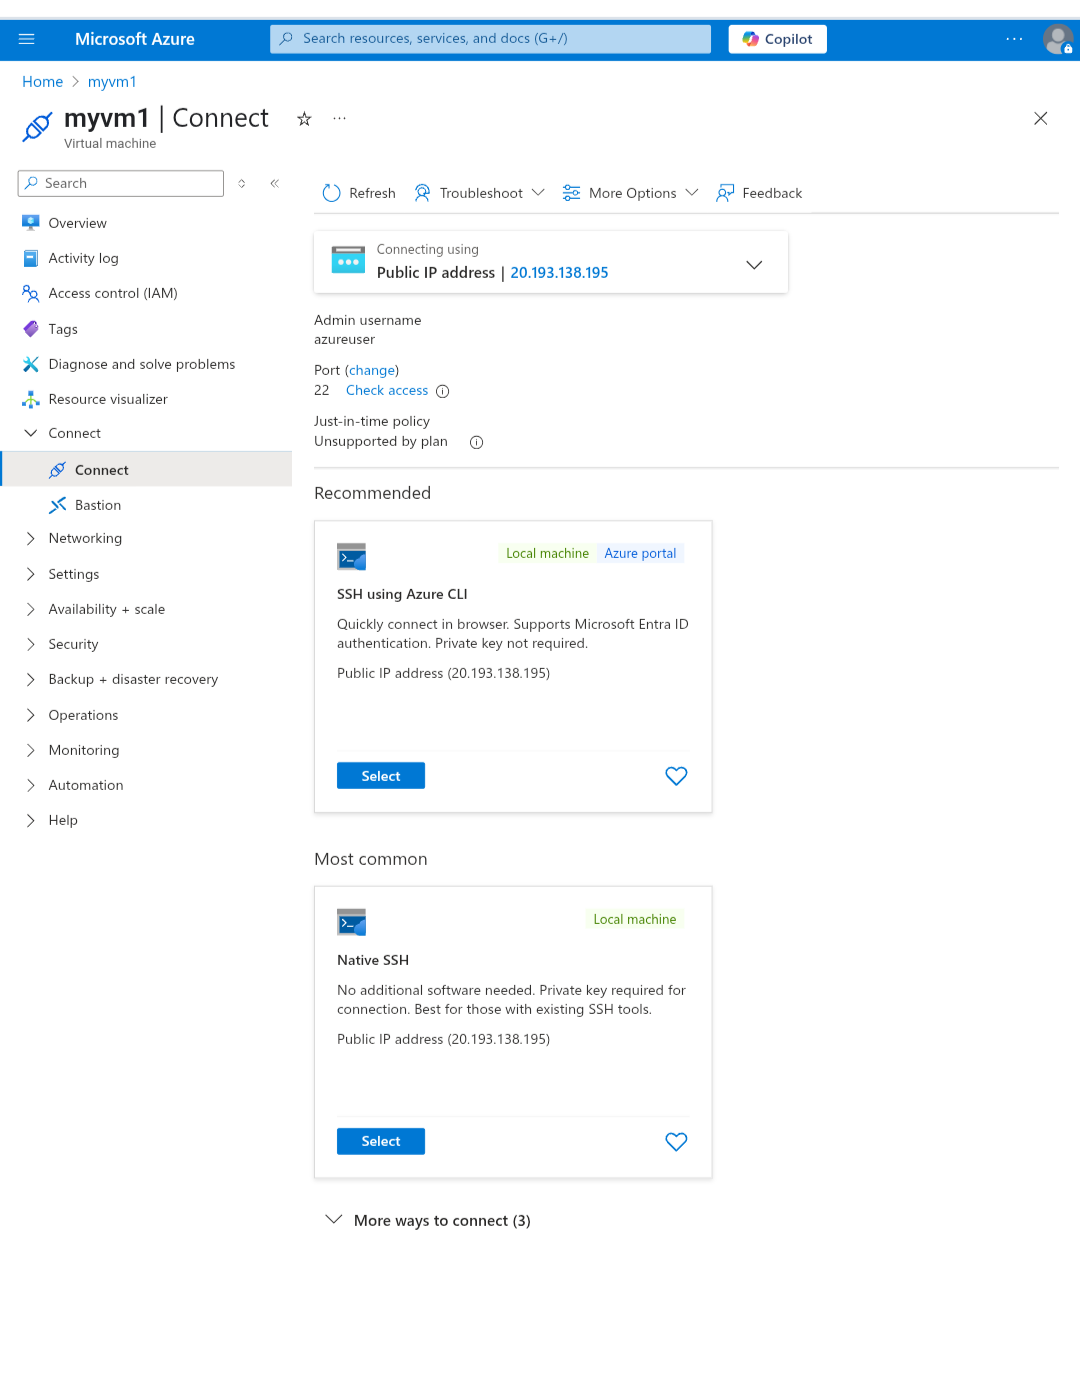 Microsoft Azure
Search resources, services, and docs (G+/)
Copilot
Home > myvm1
myvm1 | Connect
Virtual machine
Search
Overview
Activity log
Access control (IAM)
Tags
Diagnose and solve problems
Resource visualizer
Connect
Connect
Bastion
Networking
Settings
Availability + scale
Security
Backup + disaster recovery
Operations
Monitoring
Automation
Help
Refresh
Troubleshoot
More Options
Feedback
Connecting using
Public IP address | 20.193.138.195
Admin username
azureuser
Port (change)
22 Check access
Just-in-time policy
Unsupported by plan
Recommended
Local machine Azure portal
SSH using Azure CLI
Quickly connect in browser. Supports Microsoft Entra ID
authentication. Private key not required.
Public IP address (20.193.138.195)
Select
Most common
Local machine
Native SSH
No additional software needed. Private key required for
connection. Best for those with existing SSH tools.
Public IP address (20.193.138.195)
Select
More ways to connect (3)